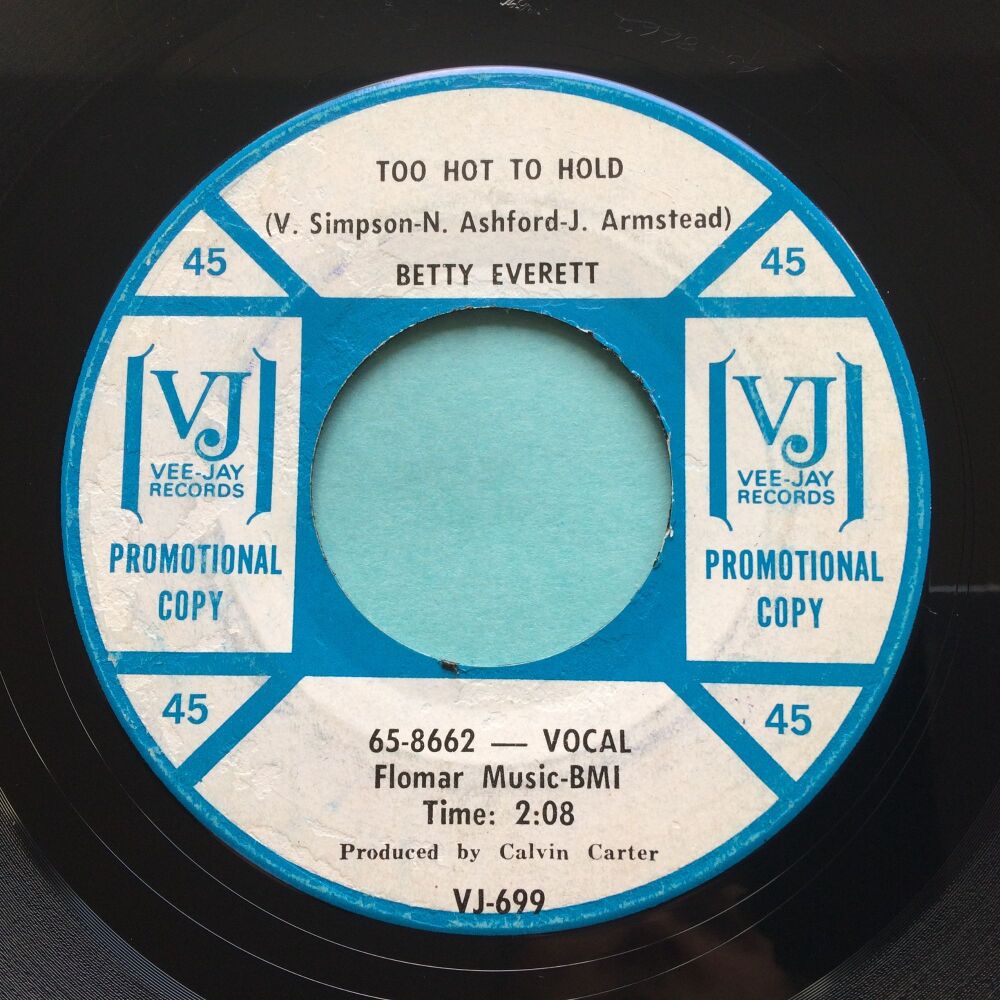 TOO HOT TO HOLD
(V. Simpson-N. Ashford-J. Armstead)
BETTY EVERETT
45
45
VJ
VEE-JAY
RECORDS
PROMOTIONAL
COPY
VJ
VEE-JAY
RECORDS
PROMOTIONAL
COPY
45
45
65-8662 — VOCAL
Flomar Music-BMI
Time: 2:08
Produced by Calvin Carter
VJ-699